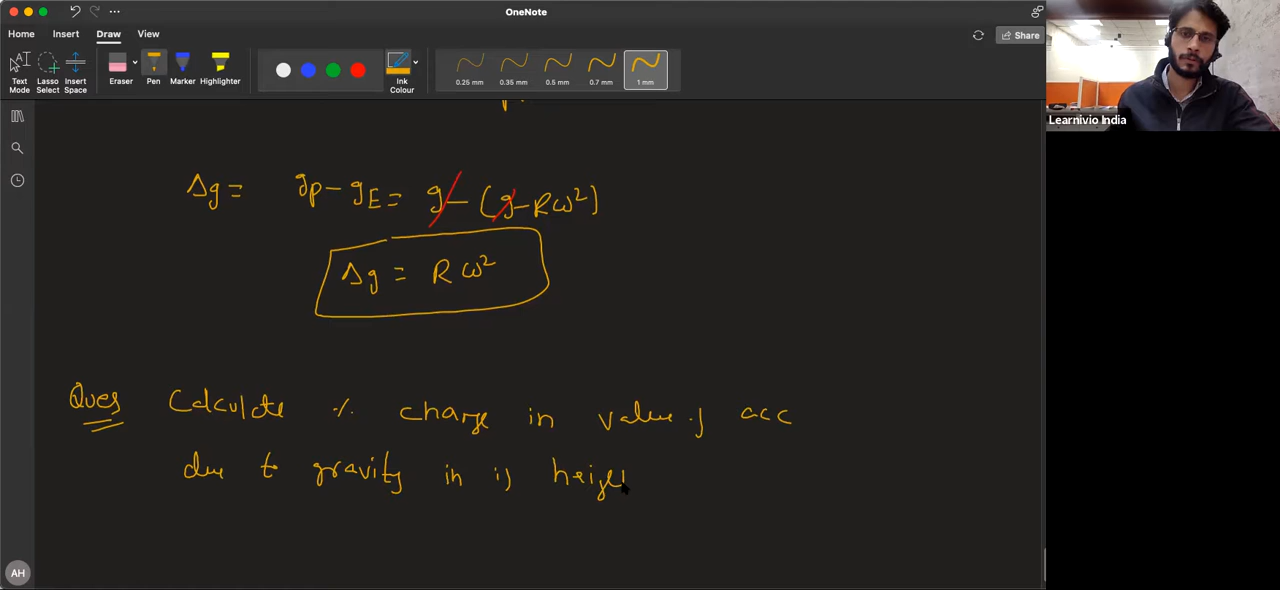 OneNote
Home Insert Draw View
Share
Text Mode
Lasso Select
Insert Space
Eraser
Pen
Marker
Highlighter
Ink Colour
0.25 mm
0.35 mm
0.5 mm
0.7 mm
1 mm
Learnivio India
Δg = gp - gE = g - (g - Rω²)
Δg = Rω²
Ques Calculate % change in value of acc
due to gravity in if heigh
AH